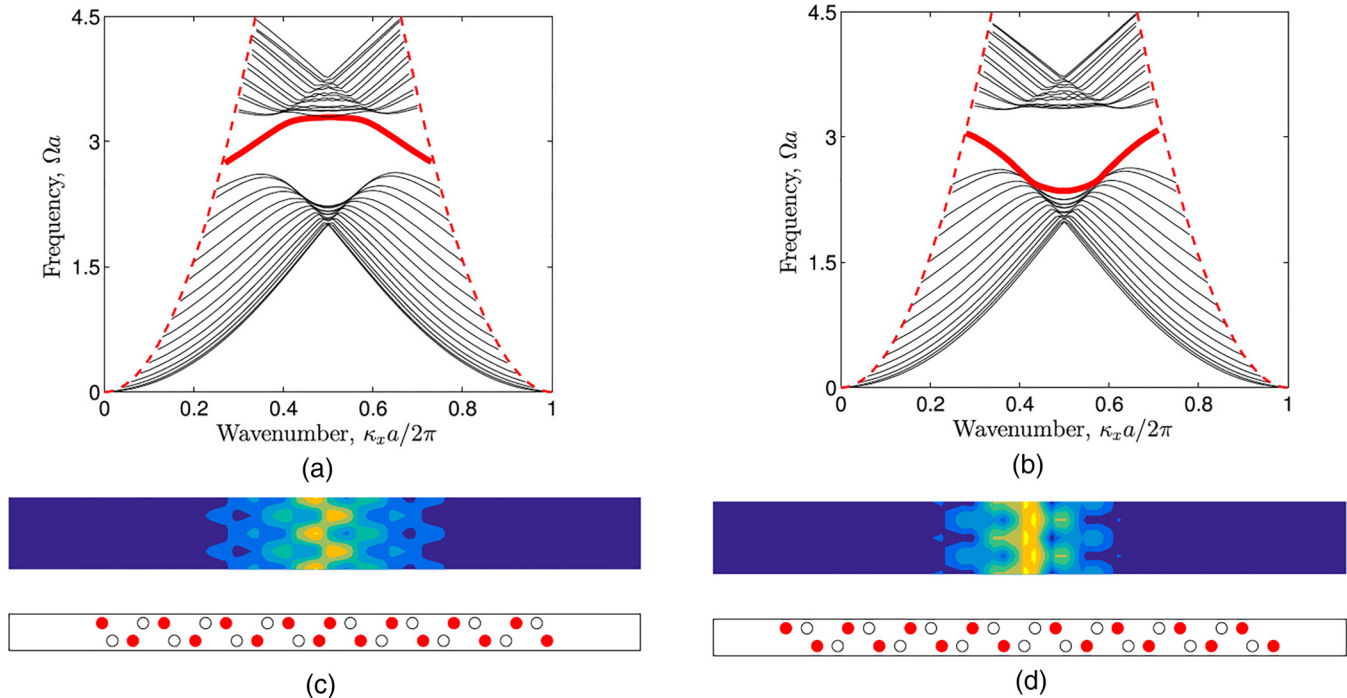 4.5
3
1.5
0
Frequency, Ωa
0
0.2
0.4
0.6
0.8
1
Wavenumber, κₓa/2π
(a)
4.5
3
1.5
0
Frequency, Ωa
0
0.2
0.4
0.6
0.8
1
Wavenumber, κₓa/2π
(b)
(c)
(d)